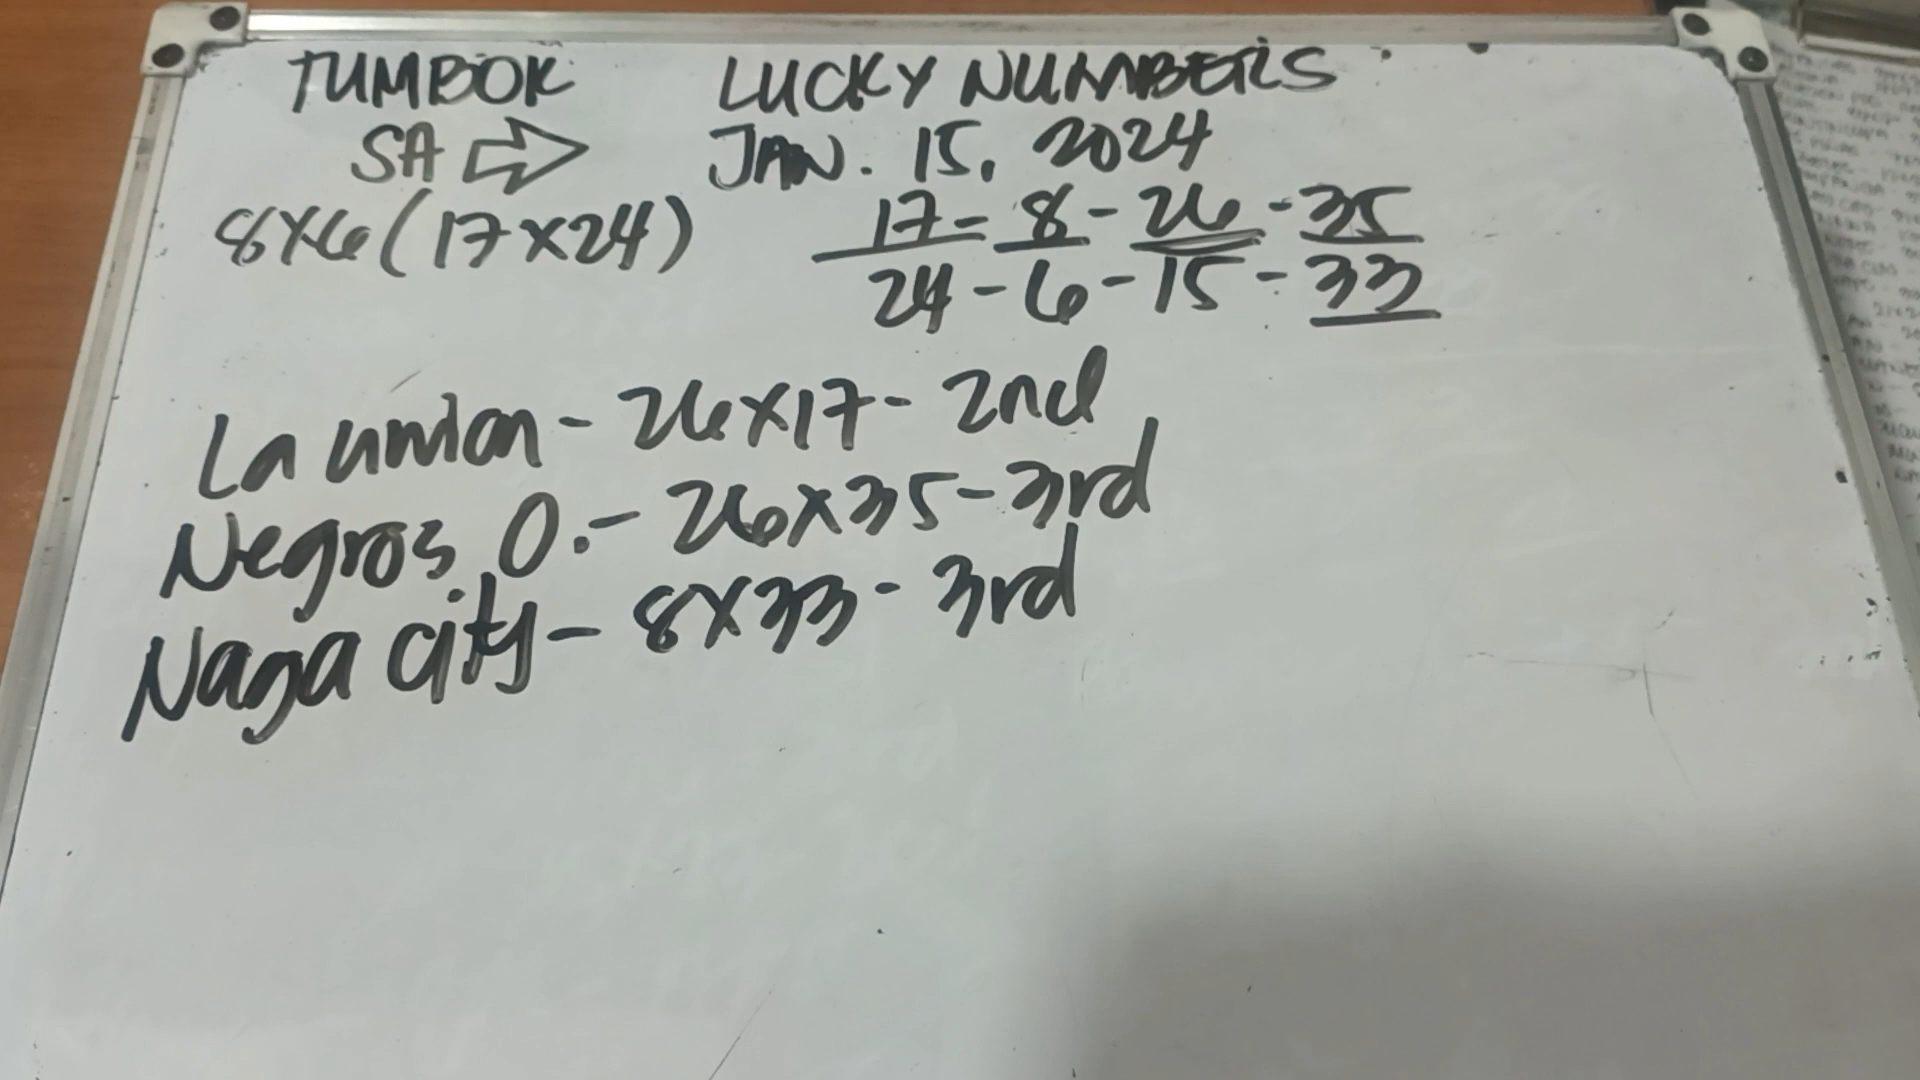 TUMBOK LUCKY NUMBERS
SA JAN. 15, 2024
8x6 (17x24) 17-8-26-35
24-6-15-33
La union - 26x17 - 2nd
Negros O. - 26x35 - 3rd
Naga city - 8x33 - 3rd